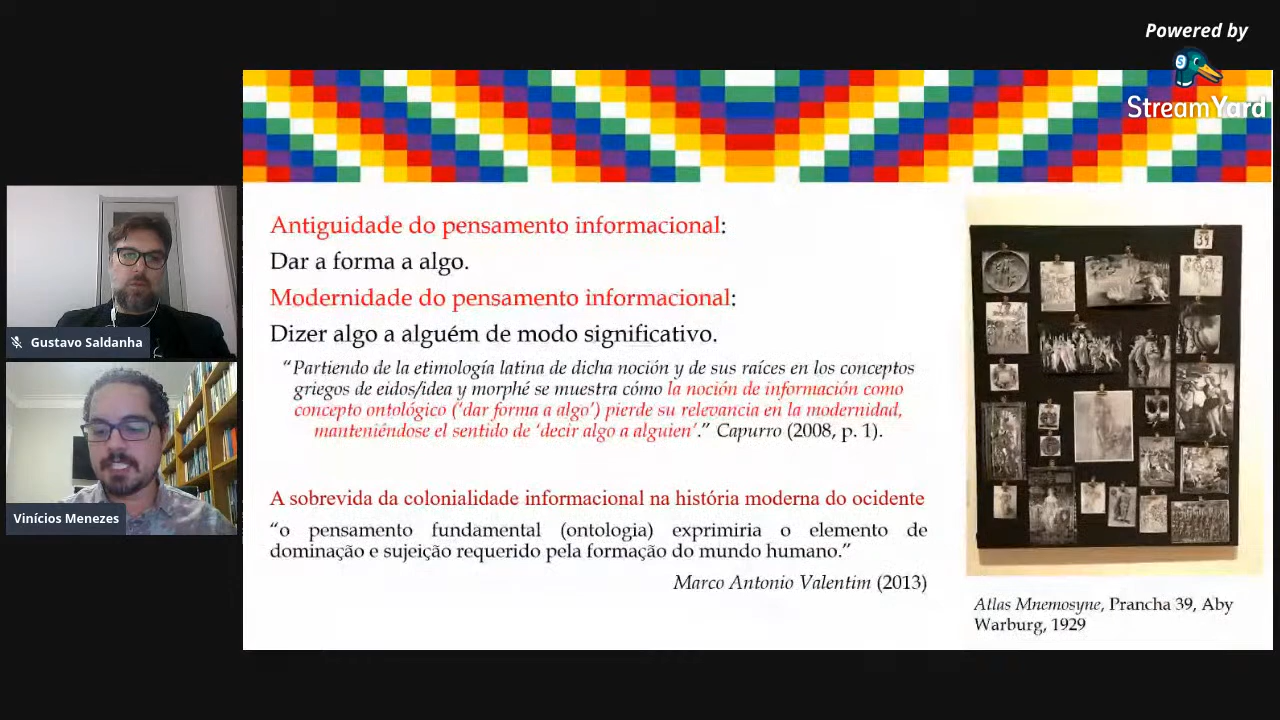 Powered by
StreamYard
Antiguidade do pensamento informacional:
Dar a forma a algo.
Modernidade do pensamento informacional:
Dizer algo a alguém de modo significativo.
“Partiendo de la etimología latina de dicha noción y de sus raíces en los conceptos
griegos de eidos/idea y morphé se muestra cómo la noción de información como
concepto ontológico (‘dar forma a algo’) pierde su relevancia en la modernidad,
manteniéndose el sentido de ‘decir algo a alguien’.” Capurro (2008, p. 1).
A sobrevida da colonialidade informacional na história moderna do ocidente
“o pensamento fundamental (ontologia) exprimiria o elemento de
dominação e sujeição requerido pela formação do mundo humano.”
Marco Antonio Valentim (2013)
39
Atlas Mnemosyne, Prancha 39, Aby
Warburg, 1929
Gustavo Saldanha
Vinícios Menezes